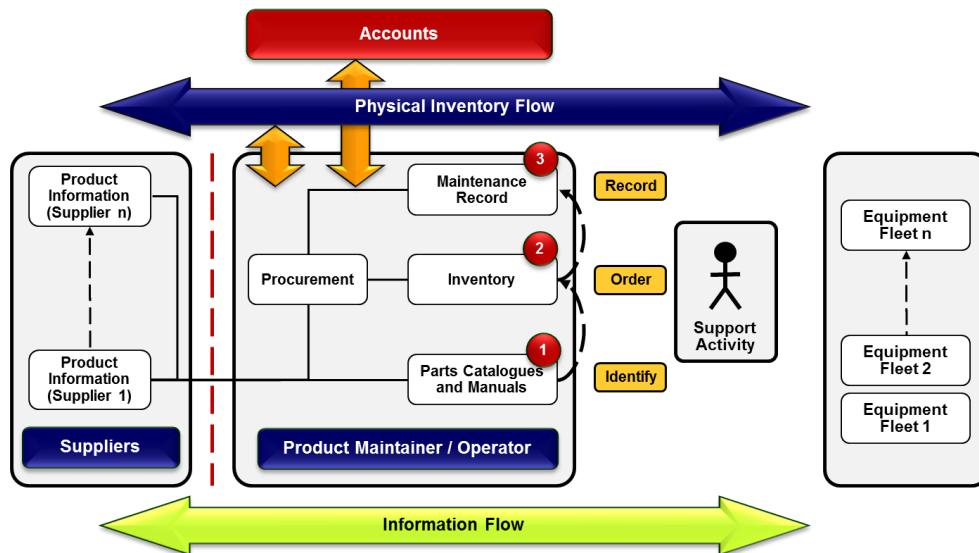 Accounts
Physical Inventory Flow
Product
Information
(Supplier n)
Product
Information
(Supplier 1)
Suppliers
3
Maintenance
Record
2
Procurement
Inventory
1
Parts Catalogues
and Manuals
Product Maintainer / Operator
Record
Order
Identify
Support
Activity
Equipment
Fleet n
Equipment
Fleet 2
Equipment
Fleet 1
Information Flow